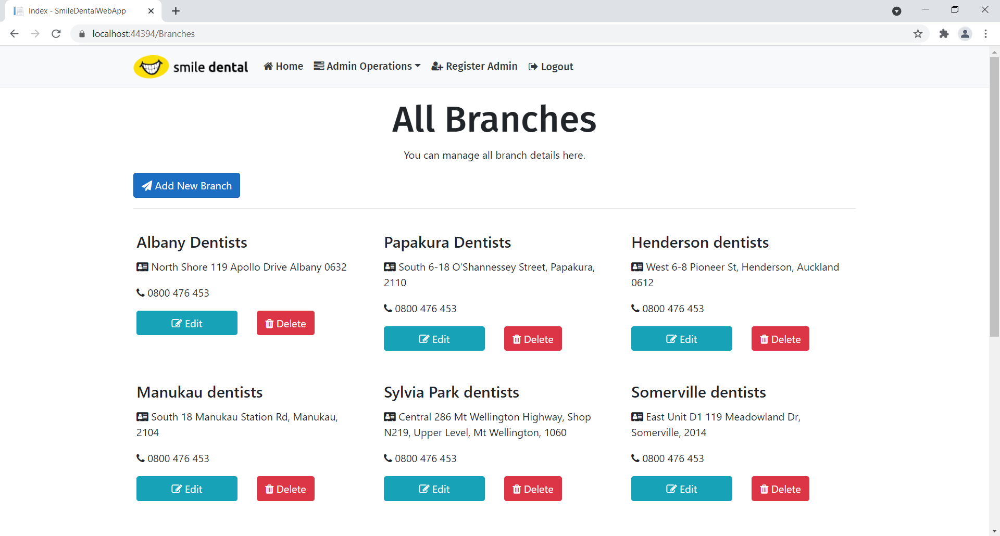 Index - SmileDentalWebApp
localhost:44394/Branches
smile dental
Home
Admin Operations
Register Admin
Logout
All Branches
You can manage all branch details here.
Add New Branch
Albany Dentists
North Shore 119 Apollo Drive Albany 0632
0800 476 453
Edit
Delete
Papakura Dentists
South 6-18 O'Shannessey Street, Papakura,
2110
0800 476 453
Edit
Delete
Henderson dentists
West 6-8 Pioneer St, Henderson, Auckland
0612
0800 476 453
Edit
Delete
Manukau dentists
South 18 Manukau Station Rd, Manukau,
2104
0800 476 453
Edit
Delete
Sylvia Park dentists
Central 286 Mt Wellington Highway, Shop
N219, Upper Level, Mt Wellington, 1060
0800 476 453
Edit
Delete
Somerville dentists
East Unit D1 119 Meadowland Dr,
Somerville, 2014
0800 476 453
Edit
Delete